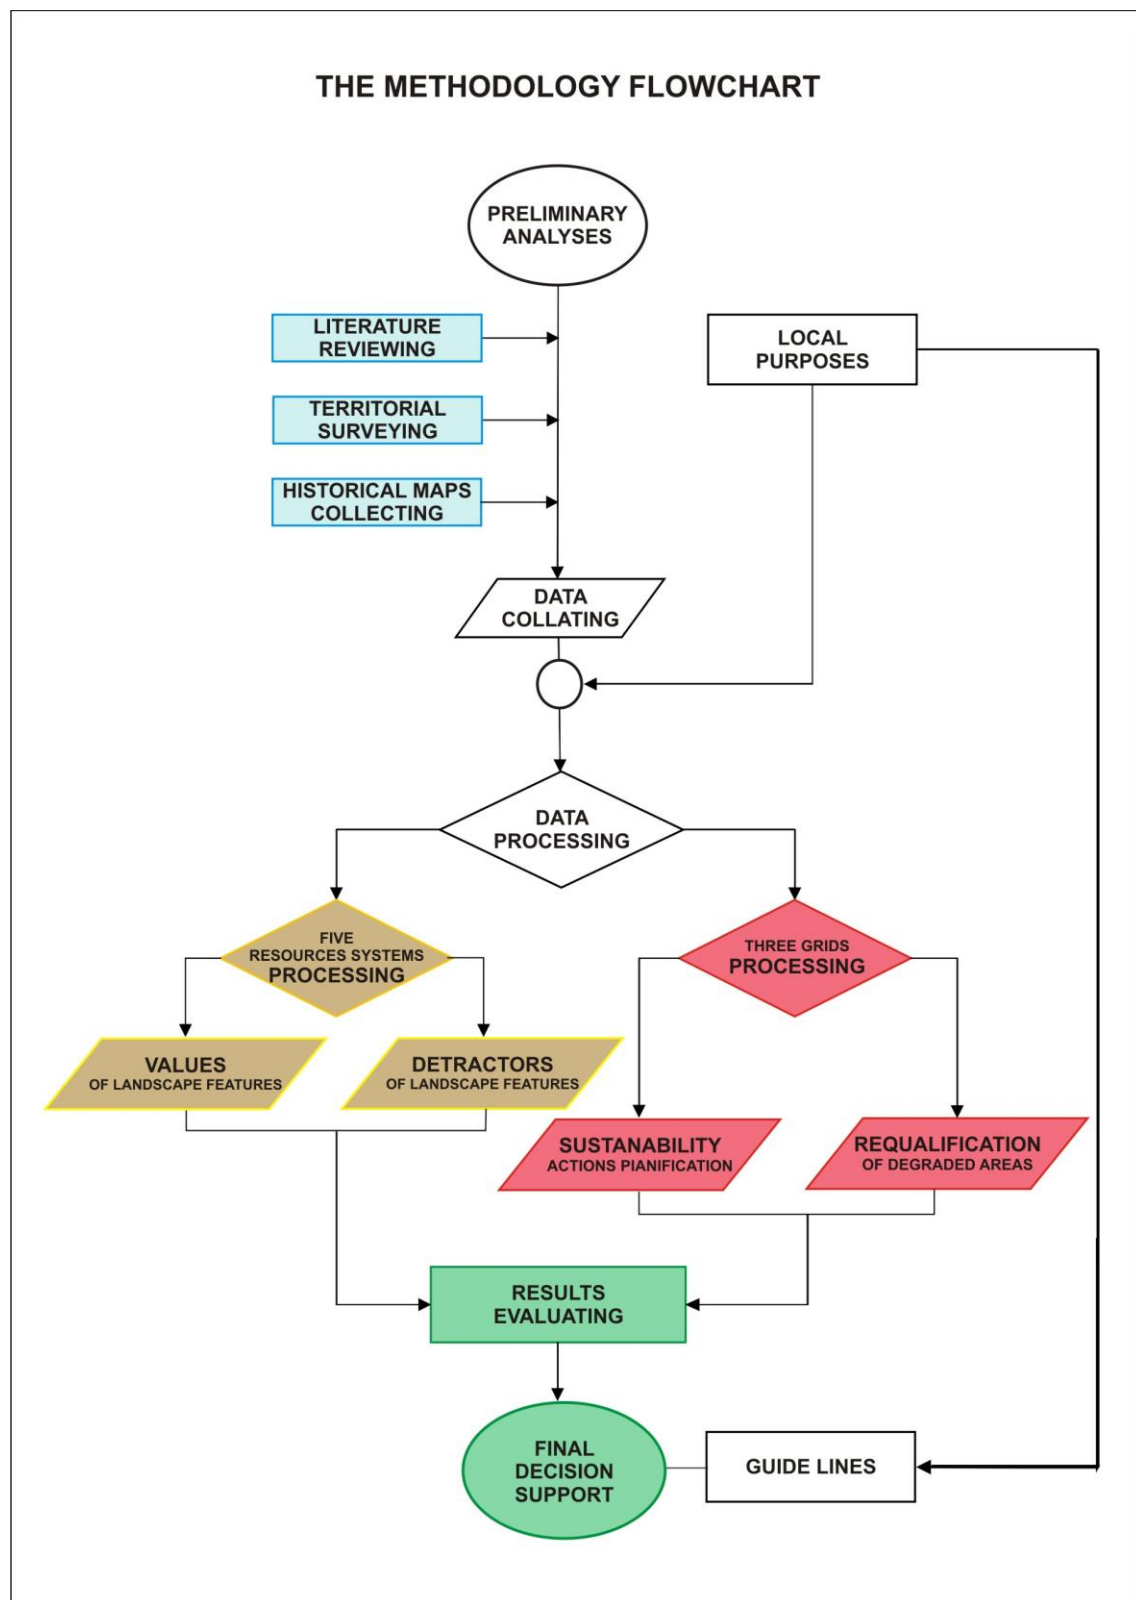 THE METHODOLOGY FLOWCHART
PRELIMINARY
ANALYSES
LITERATURE
REVIEWING
LOCAL
PURPOSES
TERRITORIAL
SURVEYING
HISTORICAL MAPS
COLLECTING
DATA
COLLATING
DATA
PROCESSING
FIVE
RESOURCES SYSTEMS
PROCESSING
THREE GRIDS
PROCESSING
VALUES
OF LANDSCAPE FEATURES
DETRACTORS
OF LANDSCAPE FEATURES
SUSTANABILITY
ACTIONS PIANIFICATION
REQUALIFICATION
OF DEGRADED AREAS
RESULTS
EVALUATING
FINAL
DECISION
SUPPORT
GUIDE LINES